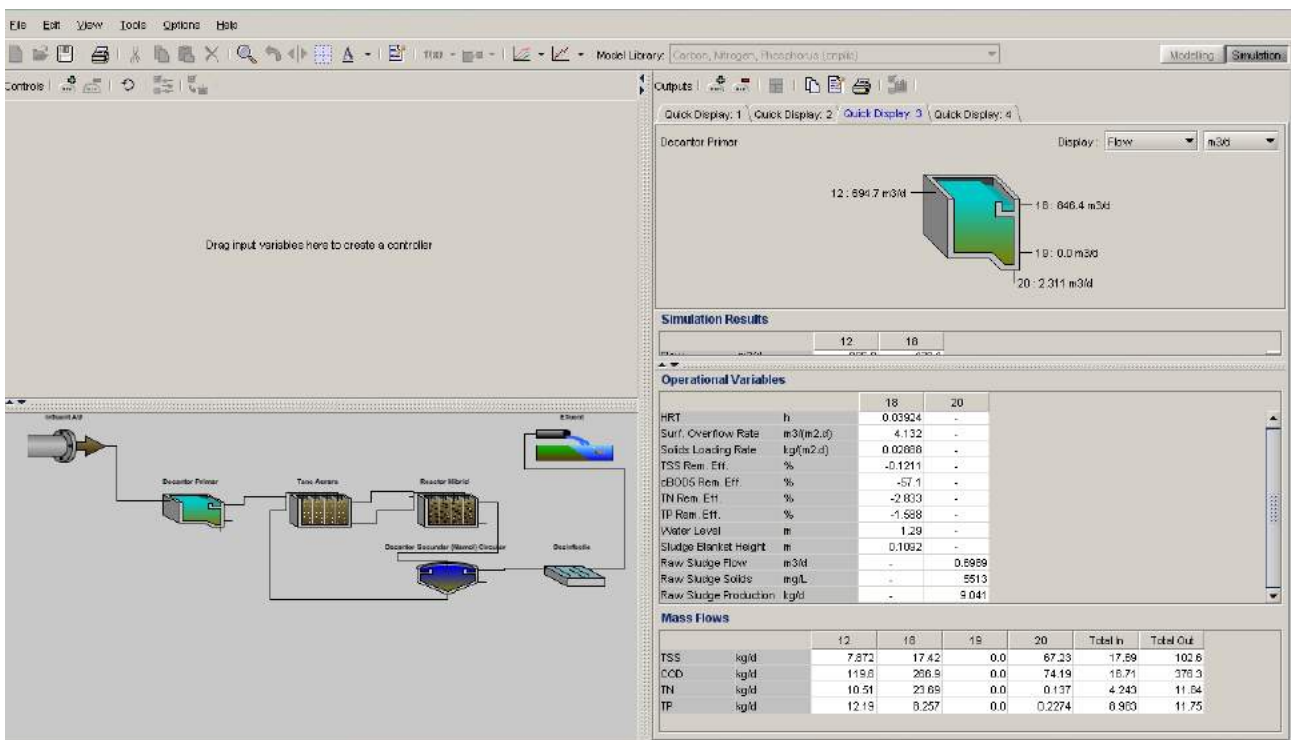 File Edit View Tools Options Help
Model Library: Carbon, Nitrogen, Phosphorus (cnplib)
Modelling Simulation
Controls
Outputs
Quick Display: 1 Quick Display: 2 Quick Display: 3 Quick Display: 4
Decantor Primar
Display: Flow m3/d
12 : 694.7 m3/d
18 : 846.4 m3/d
19 : 0.0 m3/d
20 : 2.311 m3/d
Drag input variables here to create a controller
Simulation Results
12 18
Operational Variables
18 20
HRT h 0.03924 -
Surf. Overflow Rate m3/(m2.d) 4.132 -
Solids Loading Rate kg/(m2.d) -
TSS Rem. Eff. % -0.1211 -
cBOD5 Rem. Eff. % -57.1 -
TN Rem. Eff. % -2.833 -
TP Rem. Eff. % -1.588 -
Water Level m 1.29 -
Sludge Blanket Height m 0.1092 -
Raw Sludge Flow m3/d - 0.6989
Raw Sludge Solids mg/L - 5513
Raw Sludge Production kg/d - 9.041
Mass Flows
12 18 19 20 Total In Total Out
TSS kg/d 7.872 17.42 0.0 67.23 17.89 102.6
COD kg/d 119.8 266.9 0.0 74.19 18.71 378.3
TN kg/d 10.51 23.69 0.0 0.137 4.243 11.84
TP kg/d 12.19 8.257 0.0 0.2274 8.983 11.75
Efluent
Decantor Primar
Tanc Aerare
Reactor Hibrid
Decantor Secundar (Namol) Circular
Dezinfectie